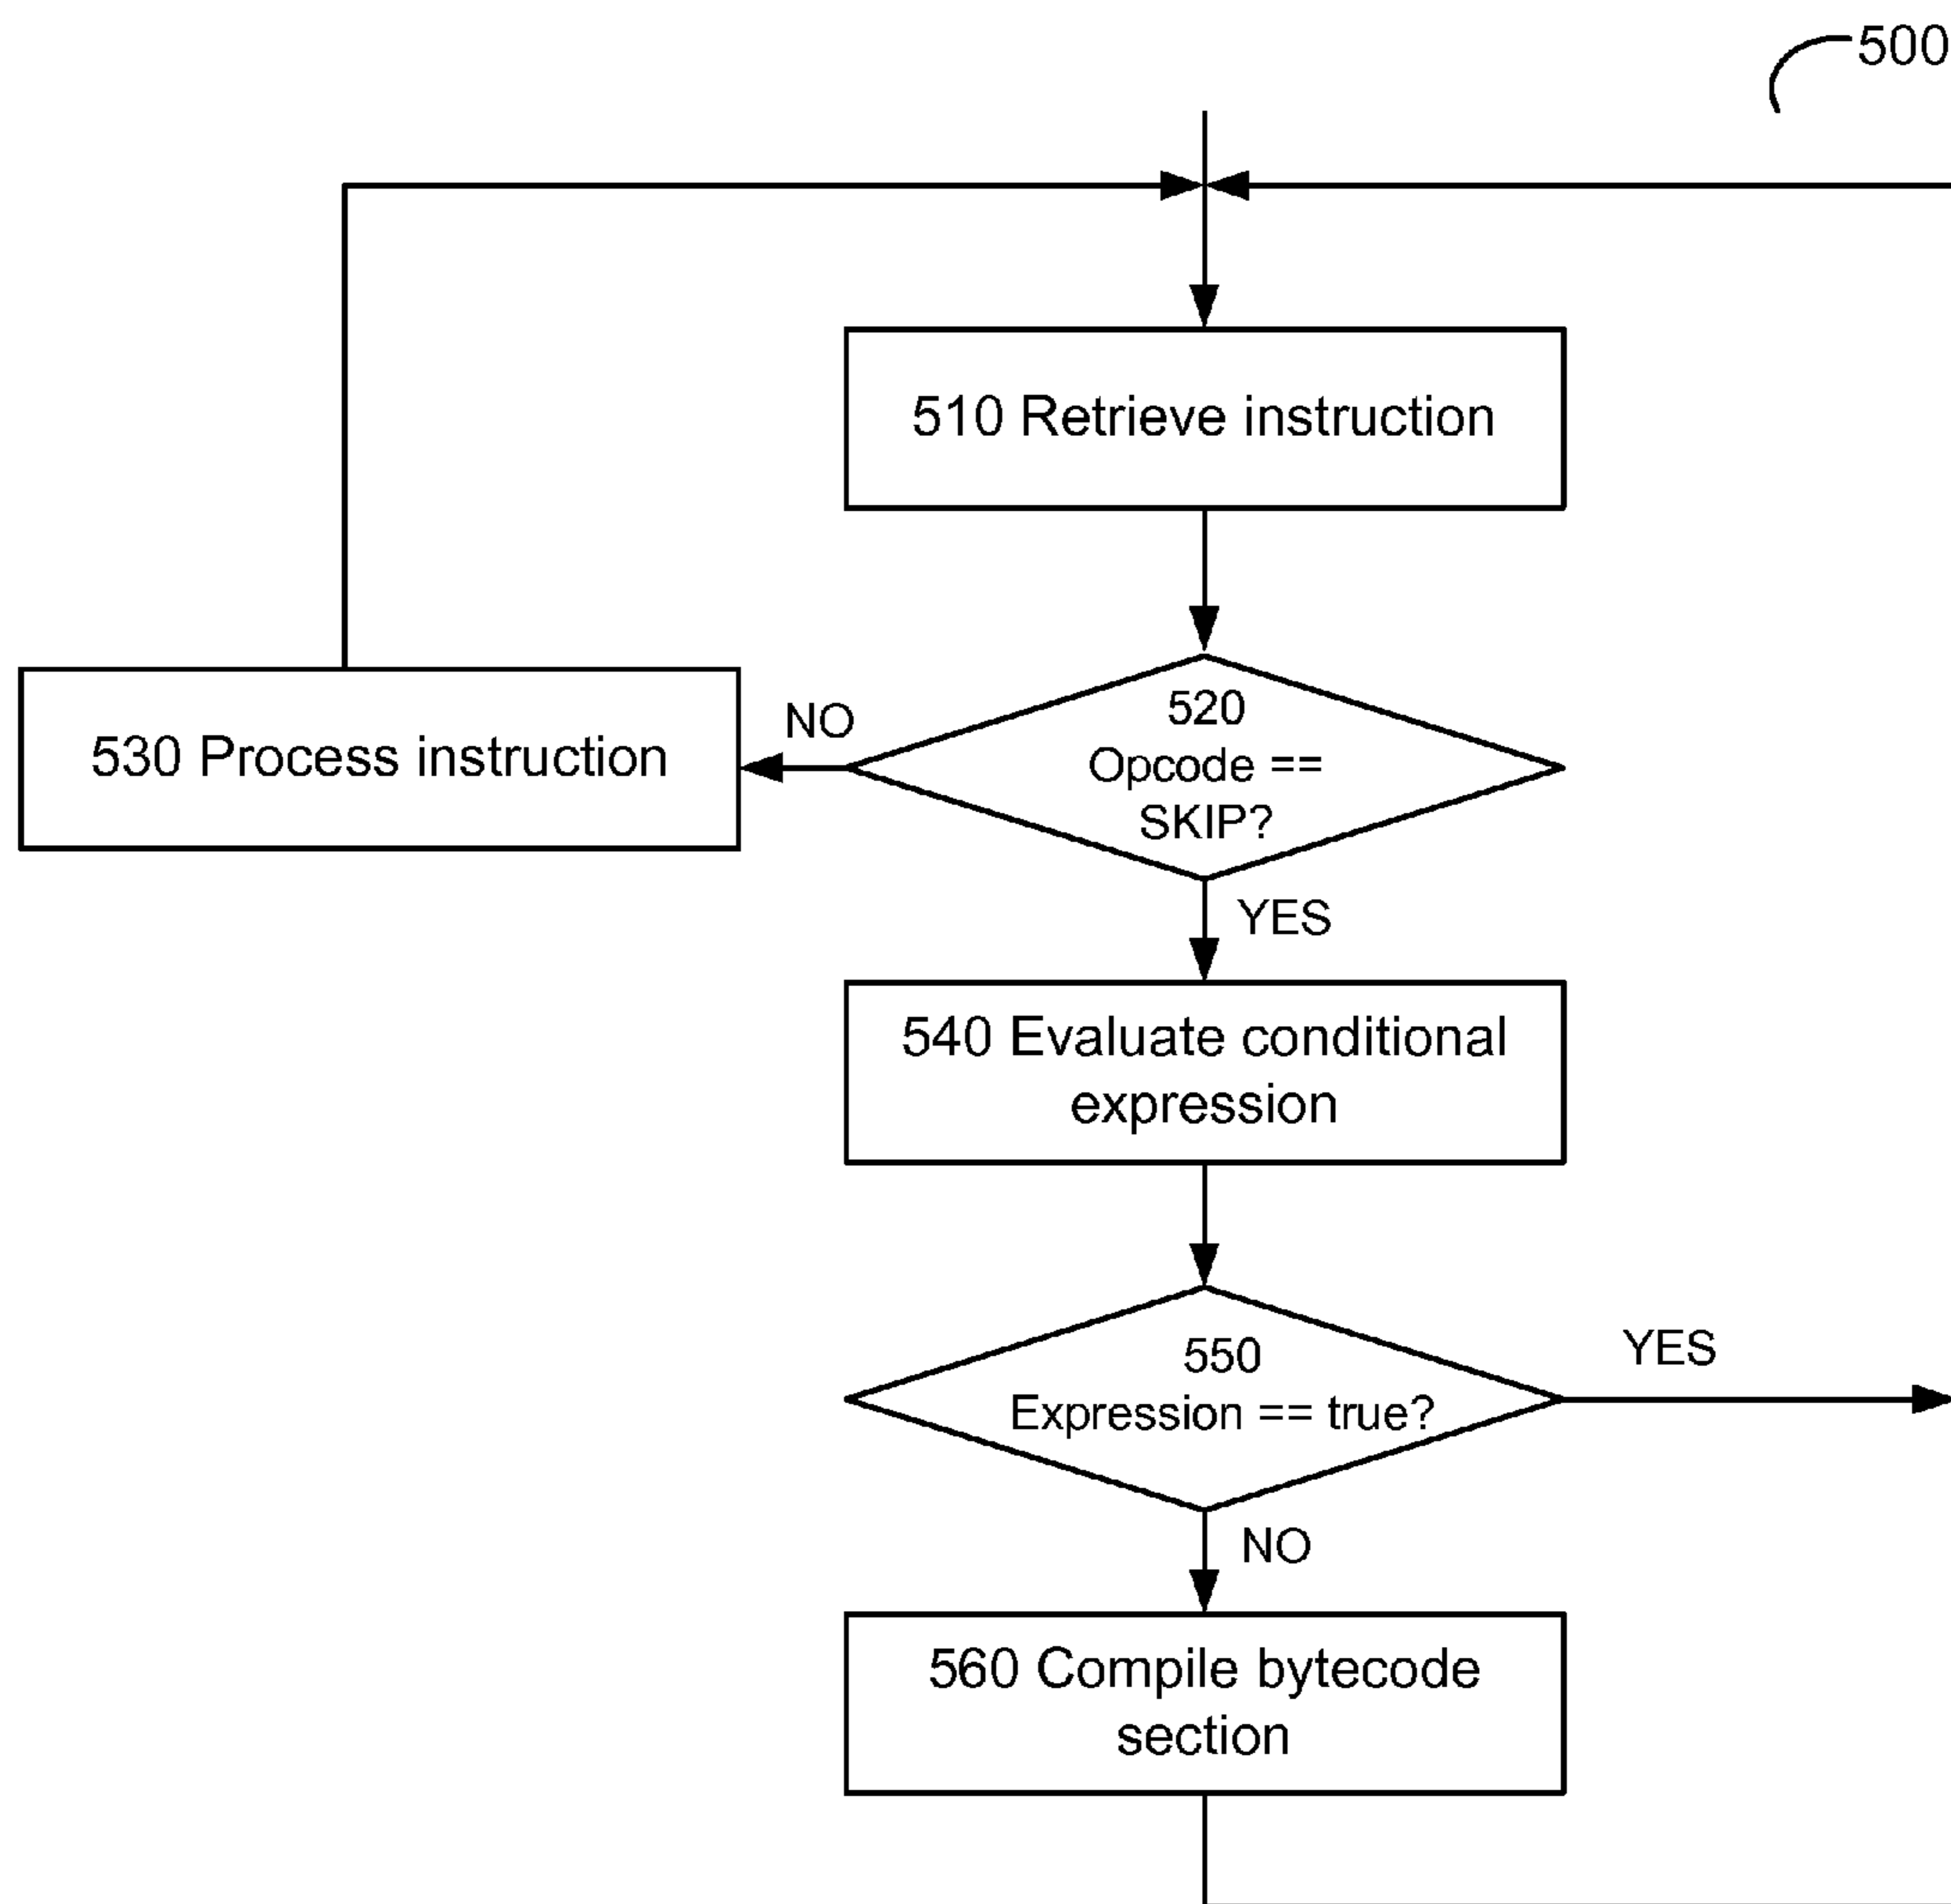 500
510 Retrieve instruction
530 Process instruction
NO
520
Opcode ==
SKIP?
YES
540 Evaluate conditional
expression
550
Expression == true?
YES
NO
560 Compile bytecode
section